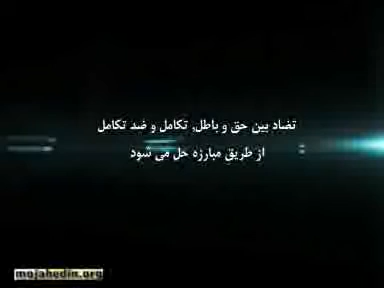 تضاد بین حق و باطل, تکامل و ضد تکامل
از طریق مبارزه حل می شود
mojahedin.org